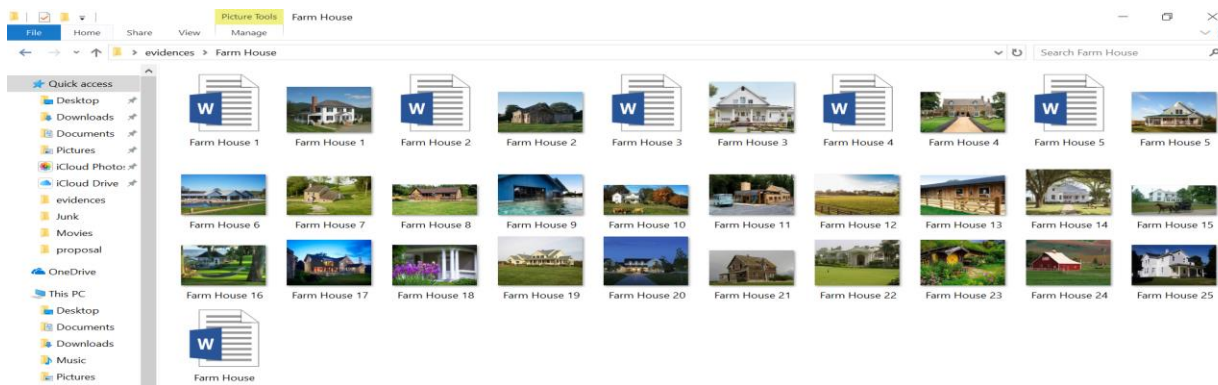 Picture Tools Farm House
File Home Share View Manage
evidences > Farm House Search Farm House
Quick access
Desktop
Downloads
Documents
Pictures
iCloud Photos
iCloud Drive
evidences
Junk
Movies
proposal
OneDrive
This PC
Desktop
Documents
Downloads
Music
Pictures
W W W W W
Farm House 1 Farm House 1 Farm House 2 Farm House 2 Farm House 3 Farm House 3 Farm House 4 Farm House 4 Farm House 5 Farm House 5
Farm House 6 Farm House 7 Farm House 8 Farm House 9 Farm House 10 Farm House 11 Farm House 12 Farm House 13 Farm House 14 Farm House 15
Farm House 16 Farm House 17 Farm House 18 Farm House 19 Farm House 20 Farm House 21 Farm House 22 Farm House 23 Farm House 24 Farm House 25
W
Farm House